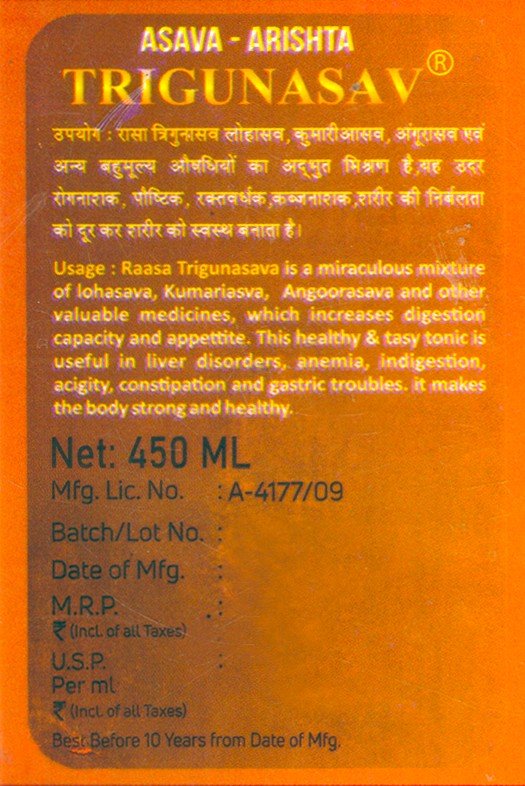 ASAVA - ARISHTA
TRIGUNASAV®
उपयोग : रासा त्रिगुनासव लोहासव, कुमारीआसव, अंगूरासव एवं
अन्य बहुमूल्य औषधियों का अद्‌भुत मिश्रण है,यह उदर
रोगनाशक, पौष्टिक, रक्तवर्धक,कब्जनाशक,शरीर की निर्बलता
को दूर कर शरीर को स्वस्थ बनाता है।
Usage : Raasa Trigunasava is a miraculous mixture
of lohasava, Kumariasva, Angoorasava and other
valuable medicines, which increases digestion
capacity and appettite. This healthy & tasy tonic is
useful in liver disorders, anemia, indigestion,
acigity, constipation and gastric troubles. it makes
the body strong and healthy.
Net: 450 ML
Mfg. Lic. No. : A-4177/09
Batch/Lot No. :
Date of Mfg. :
M.R.P. :
₹ (Incl. of all Taxes)
U.S.P. :
Per ml
₹ (Incl. of all Taxes)
Best Before 10 Years from Date of Mfg.